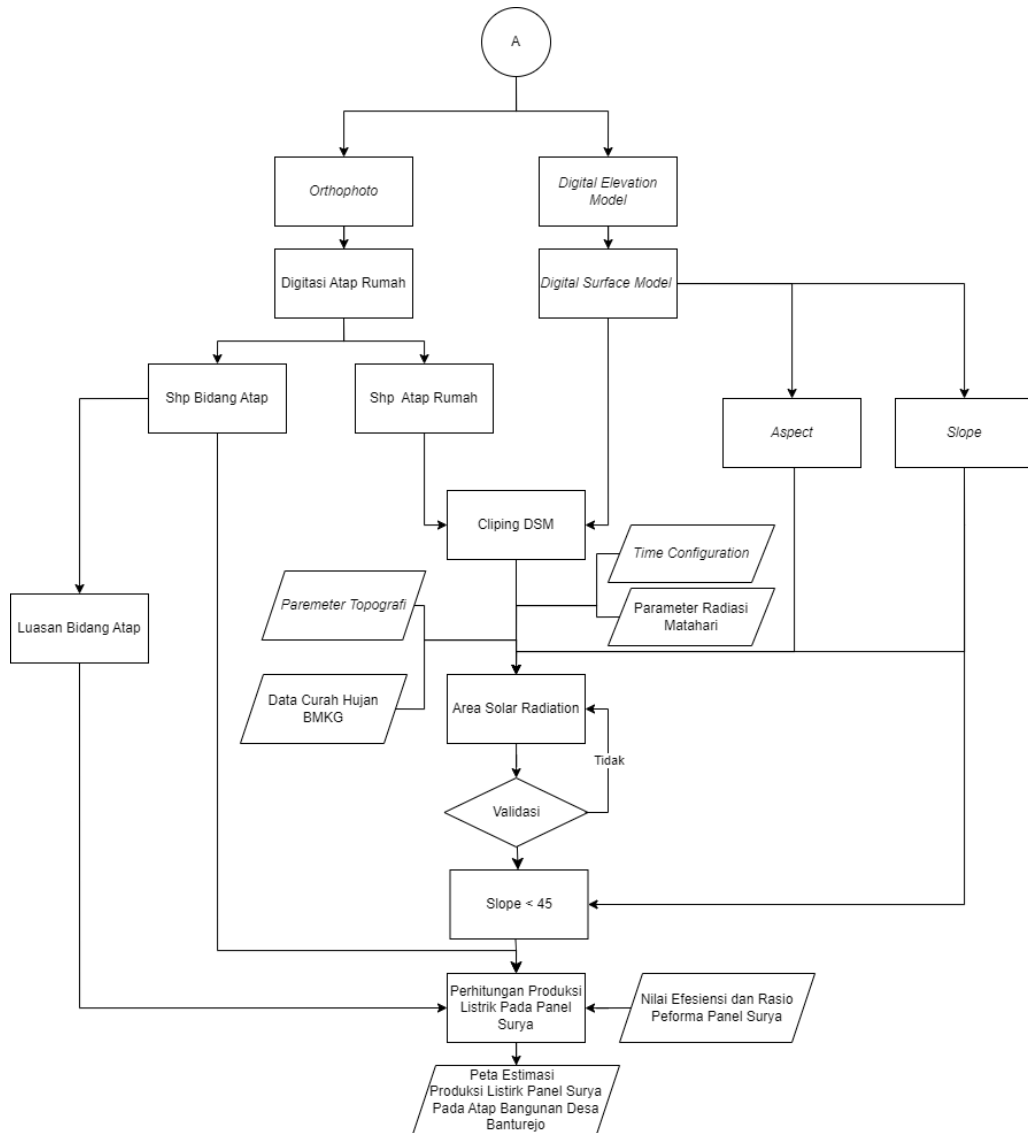 A
Orthophoto
Digital Elevation
Model
Digitasi Atap Rumah
Digital Surface Model
Shp Bidang Atap
Shp Atap Rumah
Aspect
Slope
Cliping DSM
Time Configuration
Paremeter Topografi
Parameter Radiasi
Matahari
Luasan Bidang Atap
Data Curah Hujan
BMKG
Area Solar Radiation
Tidak
Validasi
Slope < 45
Perhitungan Produksi
Listrik Pada Panel
Surya
Nilai Efesiensi dan Rasio
Peforma Panel Surya
Peta Estimasi
Produksi Listirk Panel Surya
Pada Atap Bangunan Desa
Banturejo